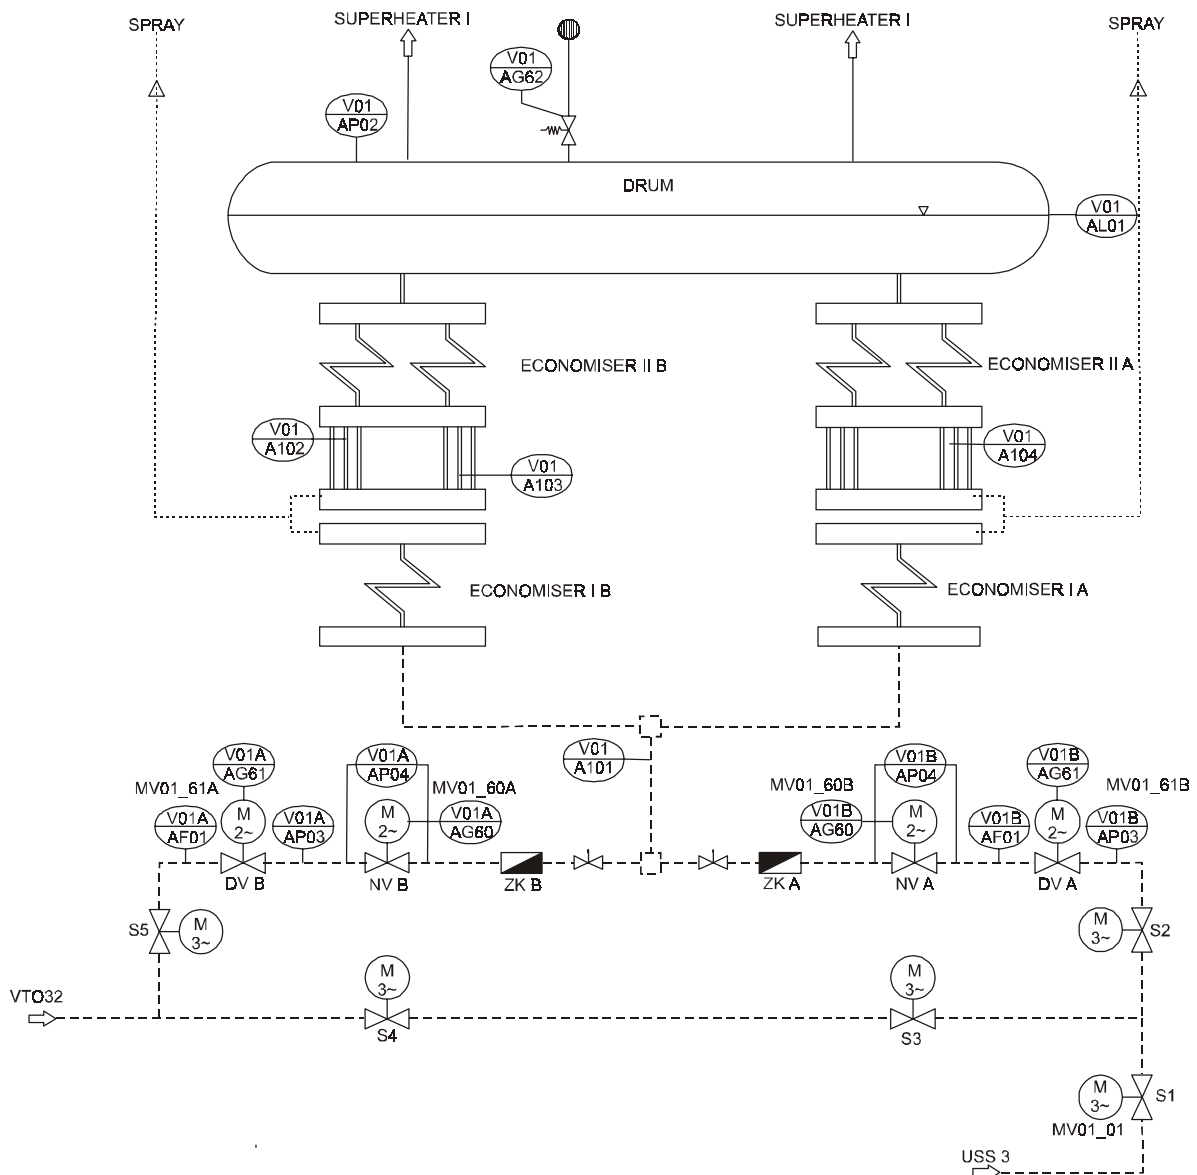 SPRAY
SUPERHEATER I
SUPERHEATER I
SPRAY
V01
AG62
V01
AP02
DRUM
V01
AL01
ECONOMISER II B
ECONOMISER II A
V01
A102
V01
A103
V01
A104
ECONOMISER I B
ECONOMISER I A
V01A
AG61
V01A
AP04
V01
A101
V01B
AP04
V01B
AG61
MV01_61A
MV01_60A
MV01_60B
MV01_61B
V01A
AF01
M
2~
V01A
AP03
M
2~
V01A
AG60
V01B
AG60
M
2~
V01B
AF01
M
2~
V01B
AP03
DV B
NV B
ZK B
ZK A
NV A
DV A
S5
M
3~
M
3~
S2
VTO32
M
3~
M
3~
S4
S3
M
3~
S1
MV01_01
USS 3